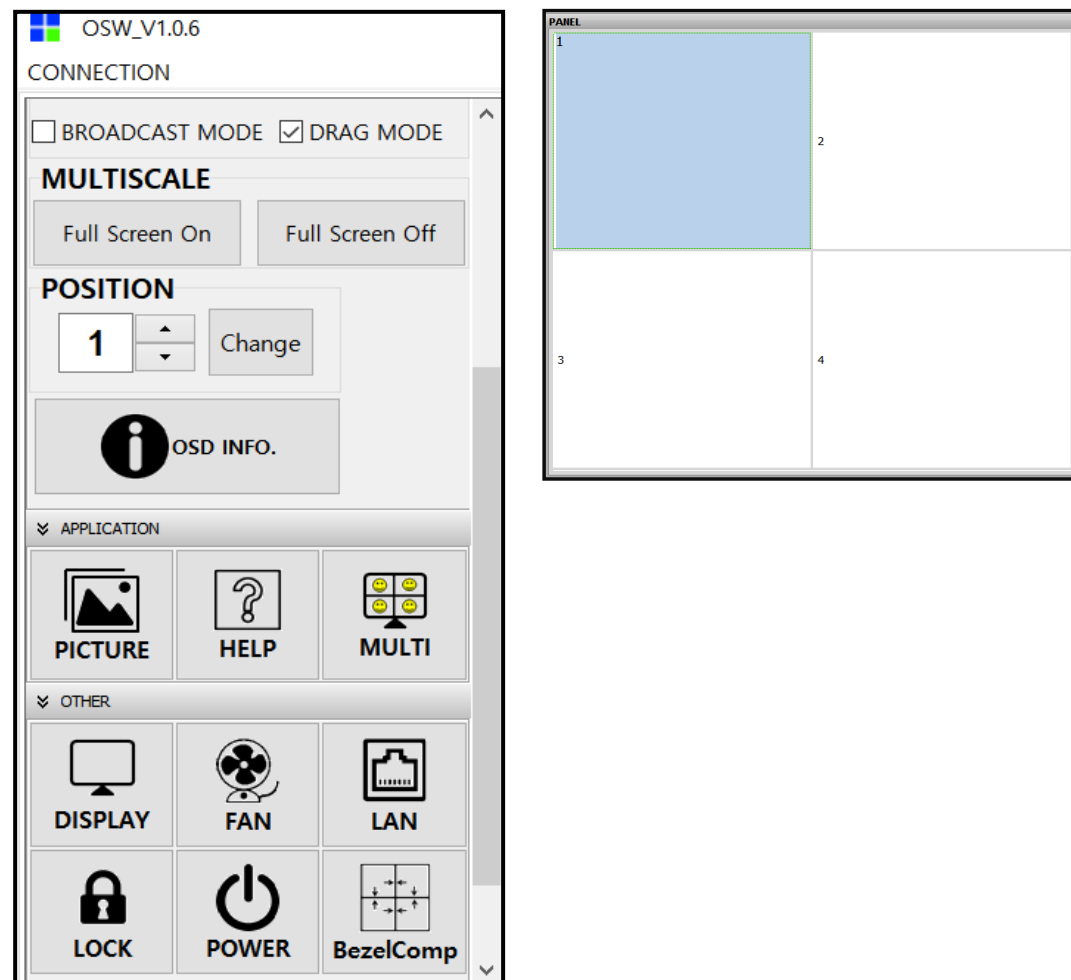 OSW_V1.0.6
CONNECTION
BROADCAST MODE DRAG MODE
MULTISCALE
Full Screen On Full Screen Off
POSITION
1 Change
OSD INFO.
APPLICATION
PICTURE HELP MULTI
OTHER
DISPLAY FAN LAN
LOCK POWER BezelComp
PANEL
1
2
3 4